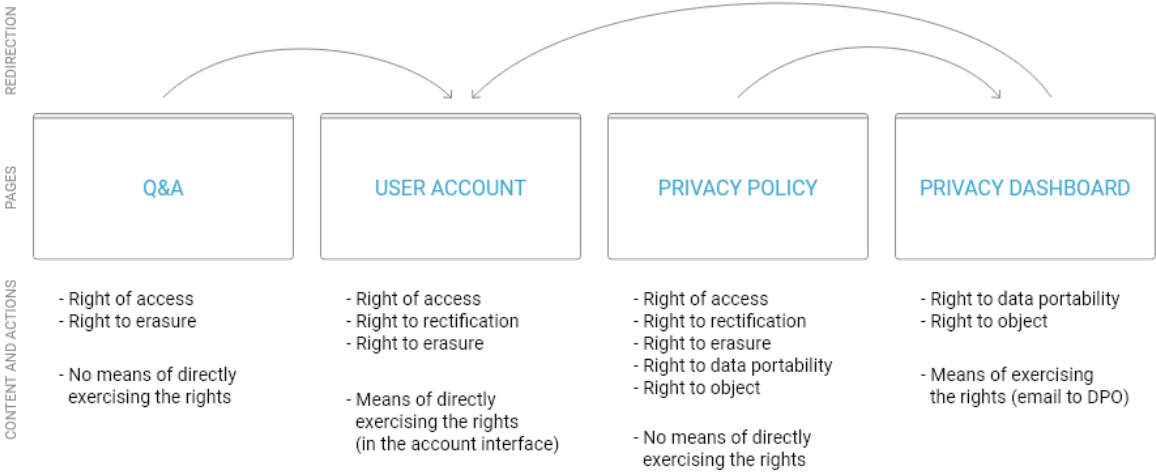 REDIRECTION
PAGES
Q&A
USER ACCOUNT
PRIVACY POLICY
PRIVACY DASHBOARD
CONTENT AND ACTIONS
- Right of access
- Right to erasure
- No means of directly
exercising the rights
- Right of access
- Right to rectification
- Right to erasure
- Means of directly
exercising the rights
(in the account interface)
- Right of access
- Right to rectification
- Right to erasure
- Right to data portability
- Right to object
- No means of directly
exercising the rights
- Right to data portability
- Right to object
- Means of exercising
the rights (email to DPO)